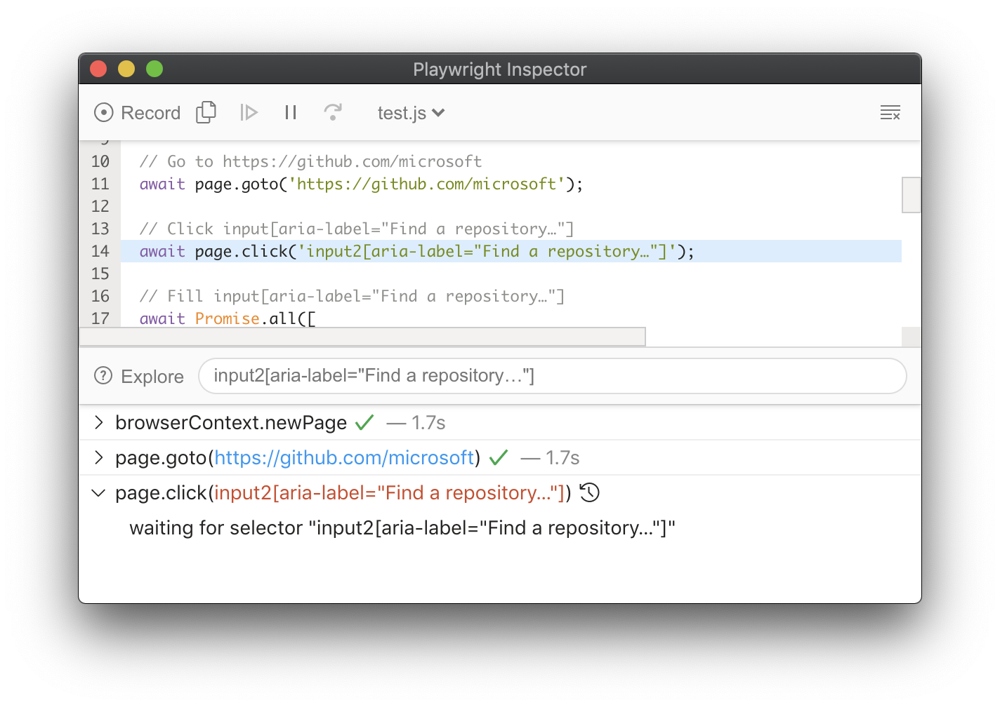 Playwright Inspector
Record test.js
10 // Go to https://github.com/microsoft
11 await page.goto('https://github.com/microsoft');
12
13 // Click input[aria-label="Find a repository…"]
14 await page.click('input2[aria-label="Find a repository…"]');
15
16 // Fill input[aria-label="Find a repository…"]
17 await Promise.all([
Explore input2[aria-label="Find a repository…"]
browserContext.newPage ✓ — 1.7s
page.goto(https://github.com/microsoft) ✓ — 1.7s
page.click(input2[aria-label="Find a repository…"])
waiting for selector "input2[aria-label="Find a repository…"]"